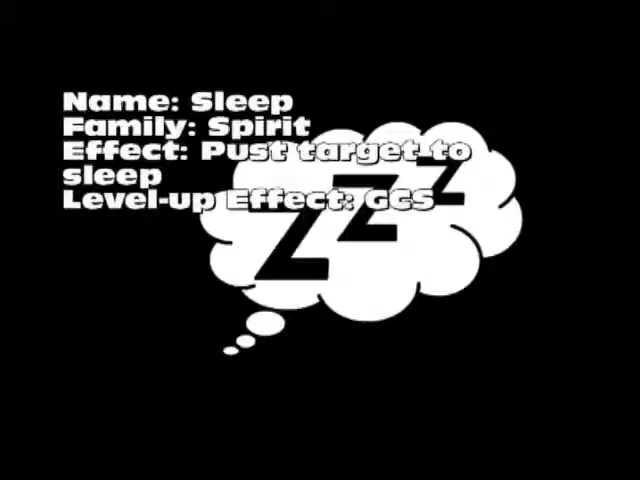 Name: Sleep
Family: Spirit
Effect: Pust target to
sleep
Level-up Effect: GCS
Z Z Z